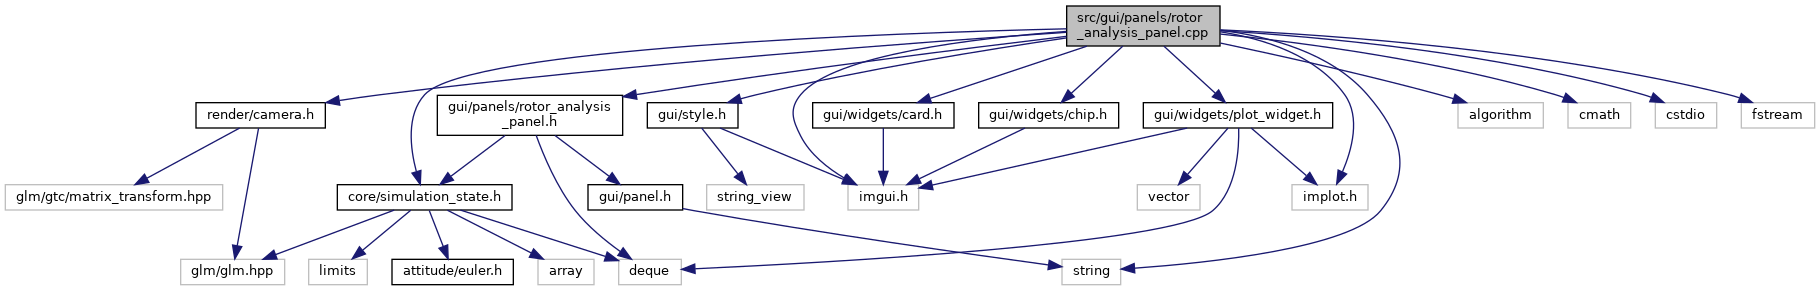 src/gui/panels/rotor
_analysis_panel.cpp
render/camera.h
gui/panels/rotor_analysis
_panel.h
gui/style.h
gui/widgets/card.h
gui/widgets/chip.h
gui/widgets/plot_widget.h
algorithm
cmath
cstdio
fstream
glm/gtc/matrix_transform.hpp
core/simulation_state.h
gui/panel.h
string_view
imgui.h
vector
implot.h
glm/glm.hpp
limits
attitude/euler.h
array
deque
string